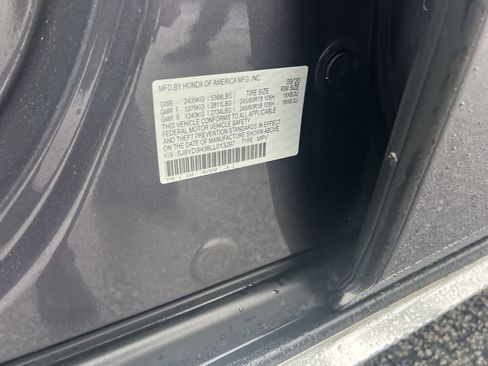 MFD. BY HONDA OF AMERICA MFG., INC. 09/20
GVWR 2435KG (5368LBS) TIRE SIZE RIM SIZE
GAWR F 1275KG (2811LBS) 245/60R18 105H 18X8.0J
GAWR R 1240KG (2734LBS) 245/60R18 105H 18X8.0J
THIS VEHICLE CONFORMS TO ALL APPLICABLE
FEDERAL MOTOR VEHICLE SAFETY
AND THEFT PREVENTION STANDARDS IN EFFECT
ON THE DATE OF MANUFACTURE SHOWN ABOVE.
V.I.N.: 5J8YD3H38LL013297 TYPE: MPV